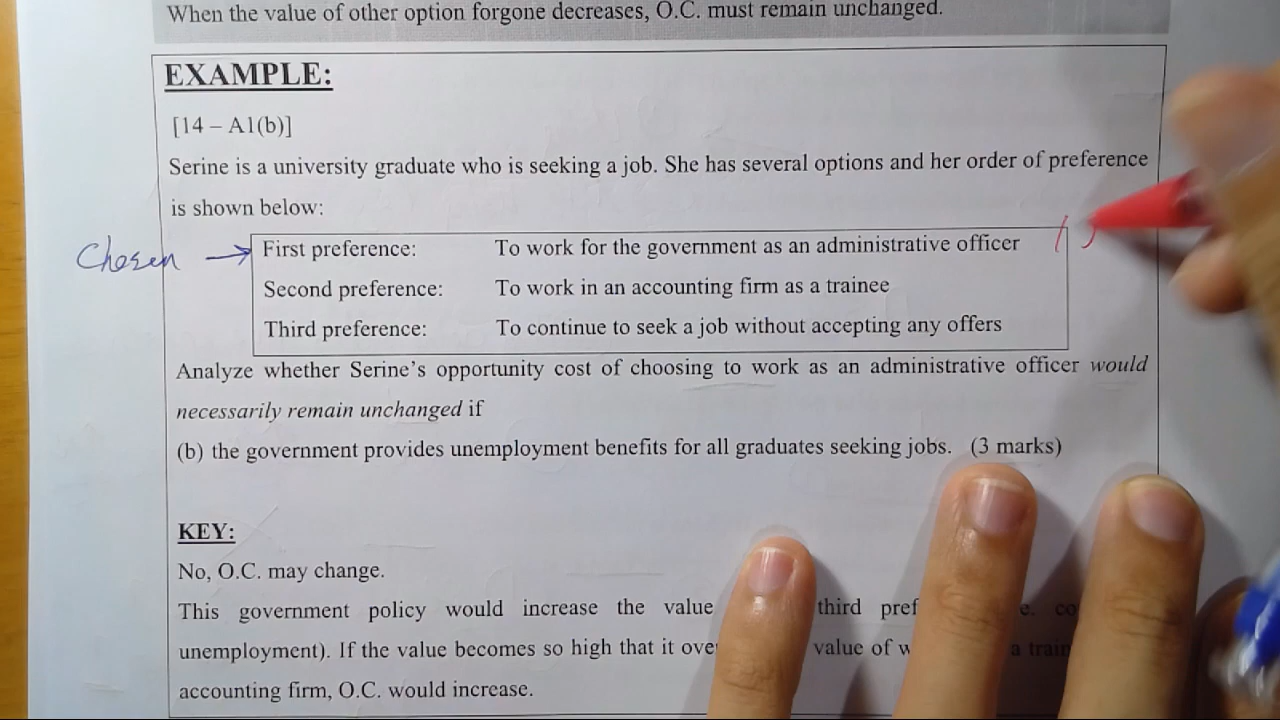 When the value of other option forgone decreases, O.C. must remain unchanged.
EXAMPLE:
[14 – A1(b)]
Serine is a university graduate who is seeking a job. She has several options and her order of preference
is shown below:
Chosen → First preference: To work for the government as an administrative officer
Second preference: To work in an accounting firm as a trainee
Third preference: To continue to seek a job without accepting any offers
Analyze whether Serine's opportunity cost of choosing to work as an administrative officer would
necessarily remain unchanged if
(b) the government provides unemployment benefits for all graduates seeking jobs. (3 marks)
KEY:
No, O.C. may change.
This government policy would increase the value third
unemployment). If the value becomes so high that it value of a
accounting firm, O.C. would increase.